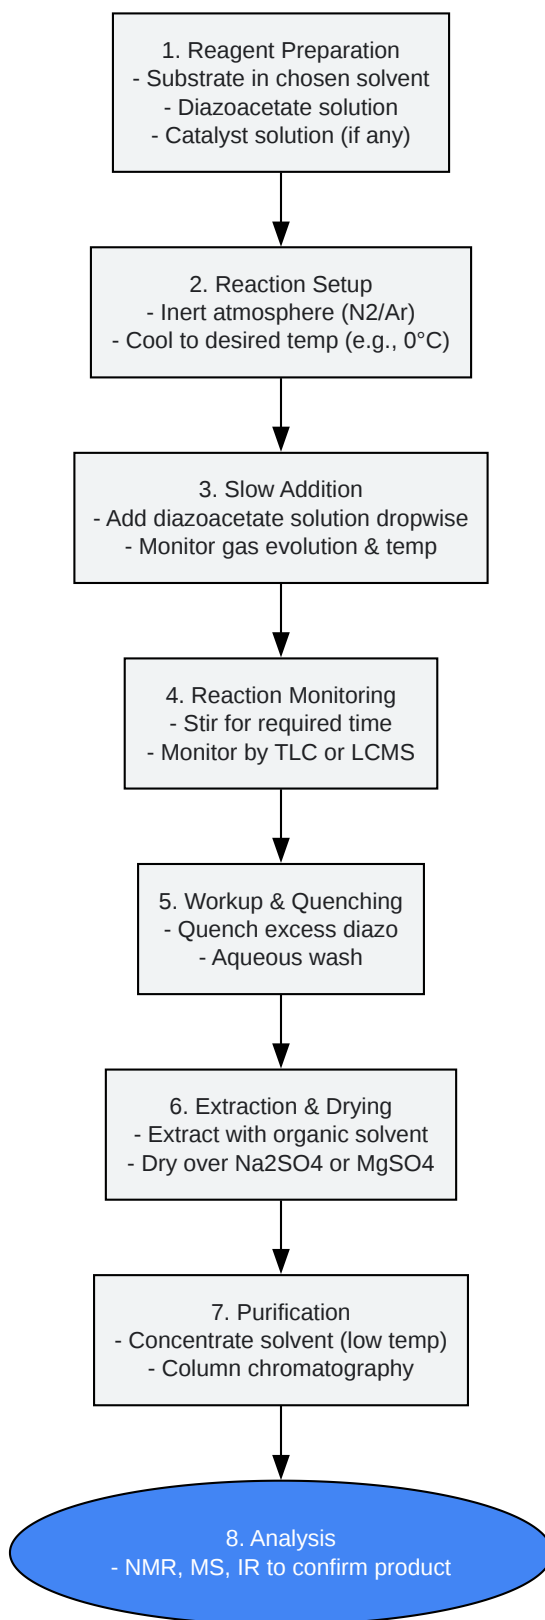 1. Reagent Preparation
- Substrate in chosen solvent
- Diazoacetate solution
- Catalyst solution (if any)
2. Reaction Setup
- Inert atmosphere (N2/Ar)
- Cool to desired temp (e.g., 0°C)
3. Slow Addition
- Add diazoacetate solution dropwise
- Monitor gas evolution & temp
4. Reaction Monitoring
- Stir for required time
- Monitor by TLC or LCMS
5. Workup & Quenching
- Quench excess diazo
- Aqueous wash
6. Extraction & Drying
- Extract with organic solvent
- Dry over Na2SO4 or MgSO4
7. Purification
- Concentrate solvent (low temp)
- Column chromatography
8. Analysis
- NMR, MS, IR to confirm product